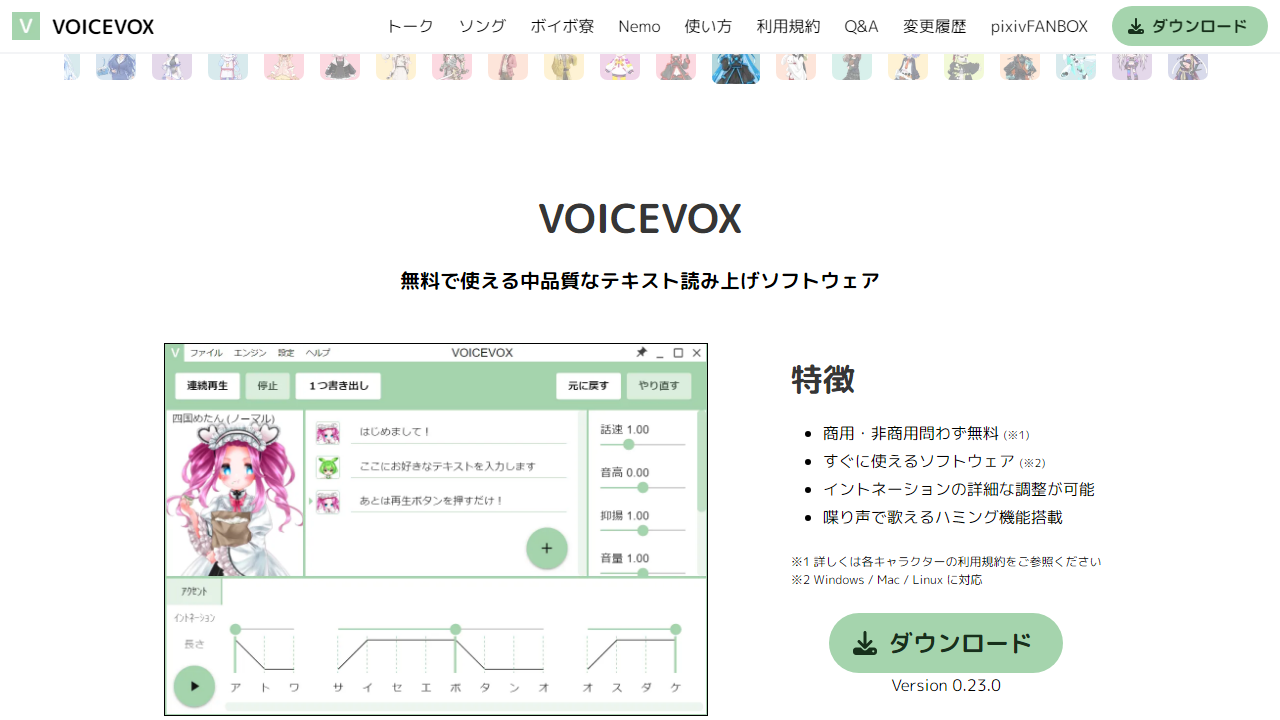 V VOICEVOX トーク ソング ボイボ寮 Nemo 使い方 利用規約 Q&A 変更履歴 pixivFANBOX ダウンロード
VOICEVOX
無料で使える中品質なテキスト読み上げソフトウェア
V ファイル エンジン 設定 ヘルプ VOICEVOX
連続再生 停止 1つ書き出し 元に戻す やり直す
四国めたん (ノーマル)
はじめまして！
ここにお好きなテキストを入力します
あとは再生ボタンを押すだけ！
話速 1.00
音高 0.00
抑揚 1.00
音量 1.00
アクセント
イントネーション
長さ
ア ト ワ サ イ セ エ ボ タ ン オ オ ス ダ ケ
特徴
• 商用・非商用問わず無料 (※1)
• すぐに使えるソフトウェア (※2)
• イントネーションの詳細な調整が可能
• 喋り声で歌えるハミング機能搭載
※1 詳しくは各キャラクターの利用規約をご参照ください
※2 Windows / Mac / Linux に対応
ダウンロード
Version 0.23.0